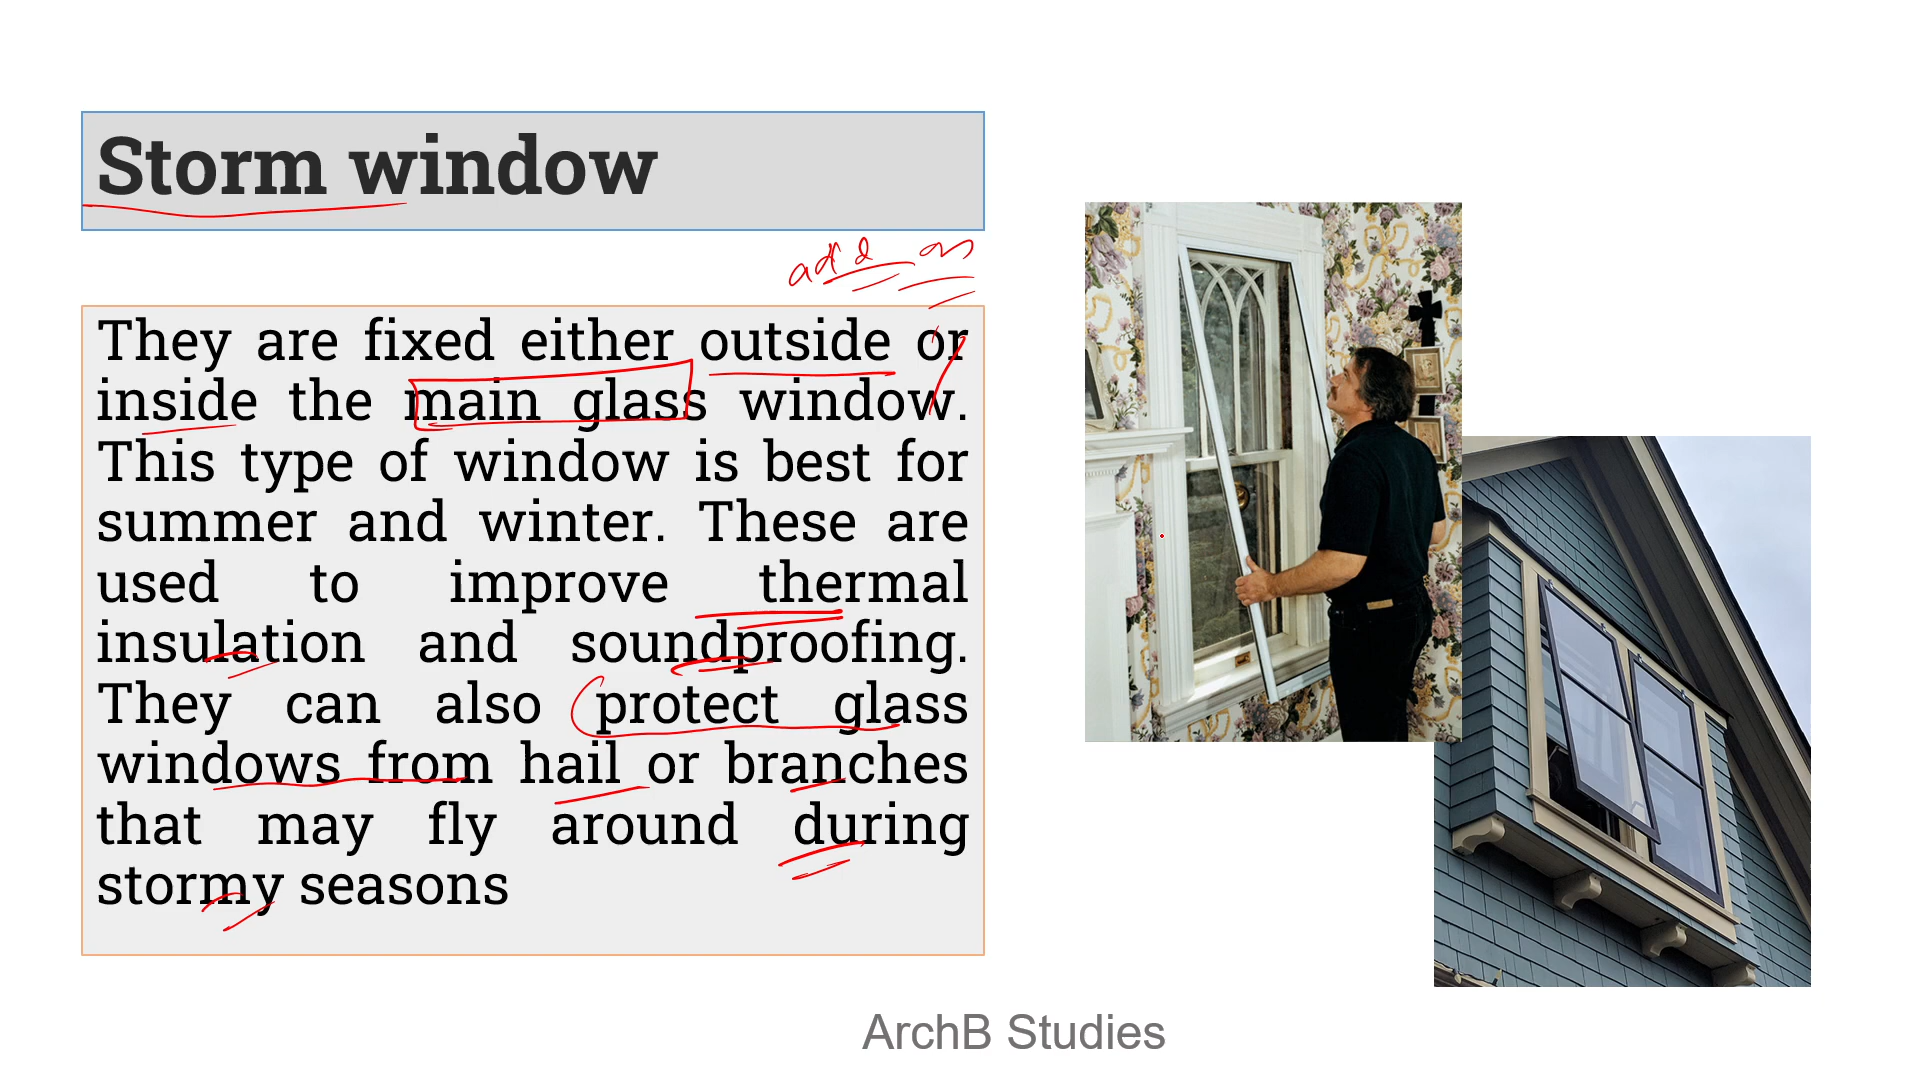 Storm window
add on
They are fixed either outside or
inside the main glass window.
This type of window is best for
summer and winter. These are
used to improve thermal
insulation and soundproofing.
They can also protect glass
windows from hail or branches
that may fly around during
stormy seasons
ArchB Studies